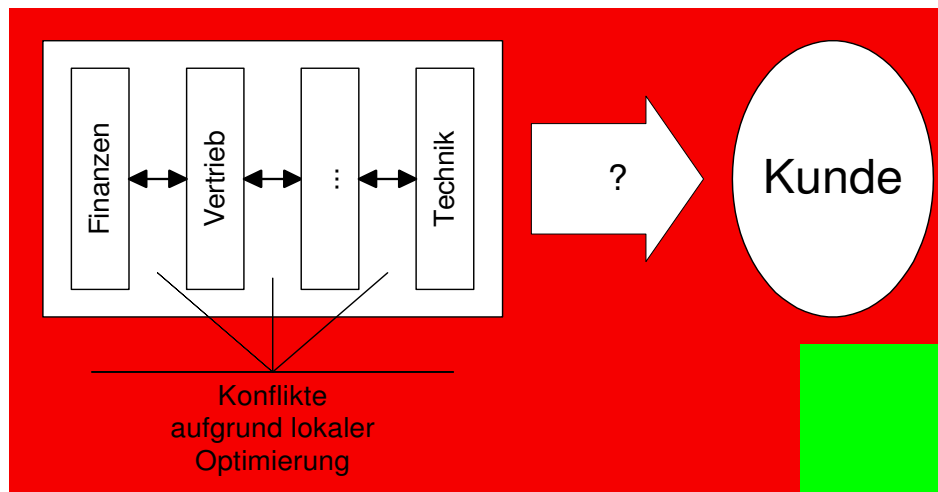 Finanzen
Vertrieb
...
Technik
?
Kunde
Konflikte
aufgrund lokaler
Optimierung